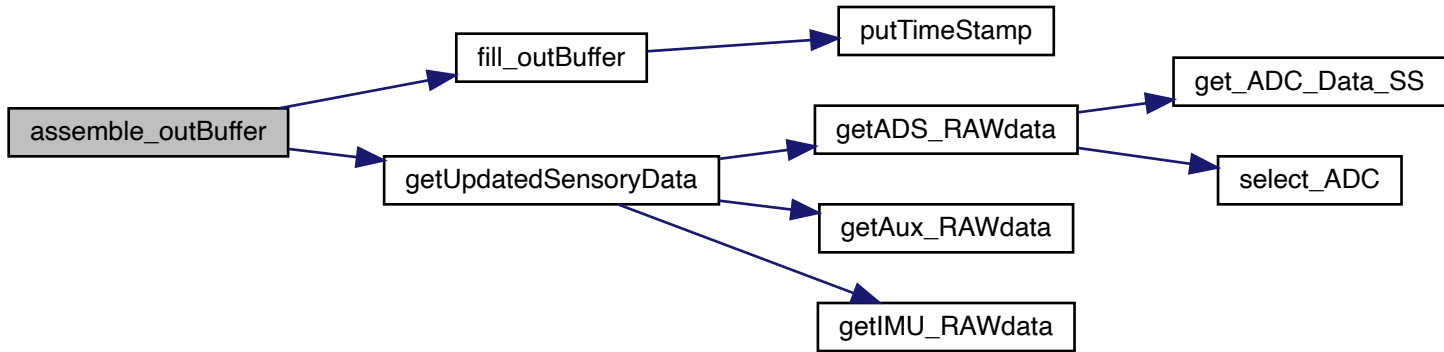 assemble_outBuffer
fill_outBuffer
putTimeStamp
getUpdatedSensoryData
getADS_RAWdata
get_ADC_Data_SS
select_ADC
getAux_RAWdata
getIMU_RAWdata